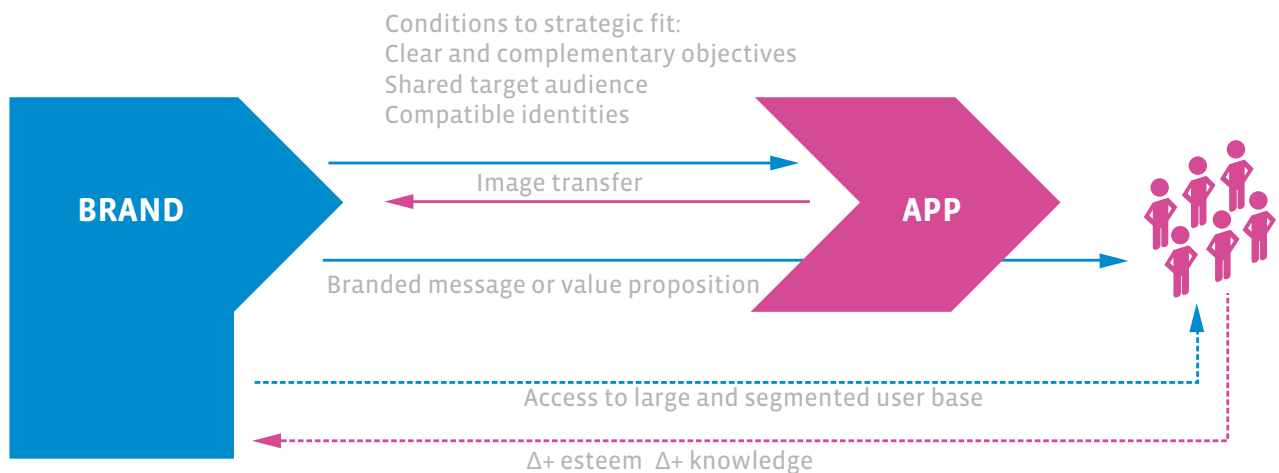 Conditions to strategic fit:
Clear and complementary objectives
Shared target audience
Compatible identities
Image transfer
BRAND
APP
Branded message or value proposition
Access to large and segmented user base
Δ+ esteem Δ+ knowledge